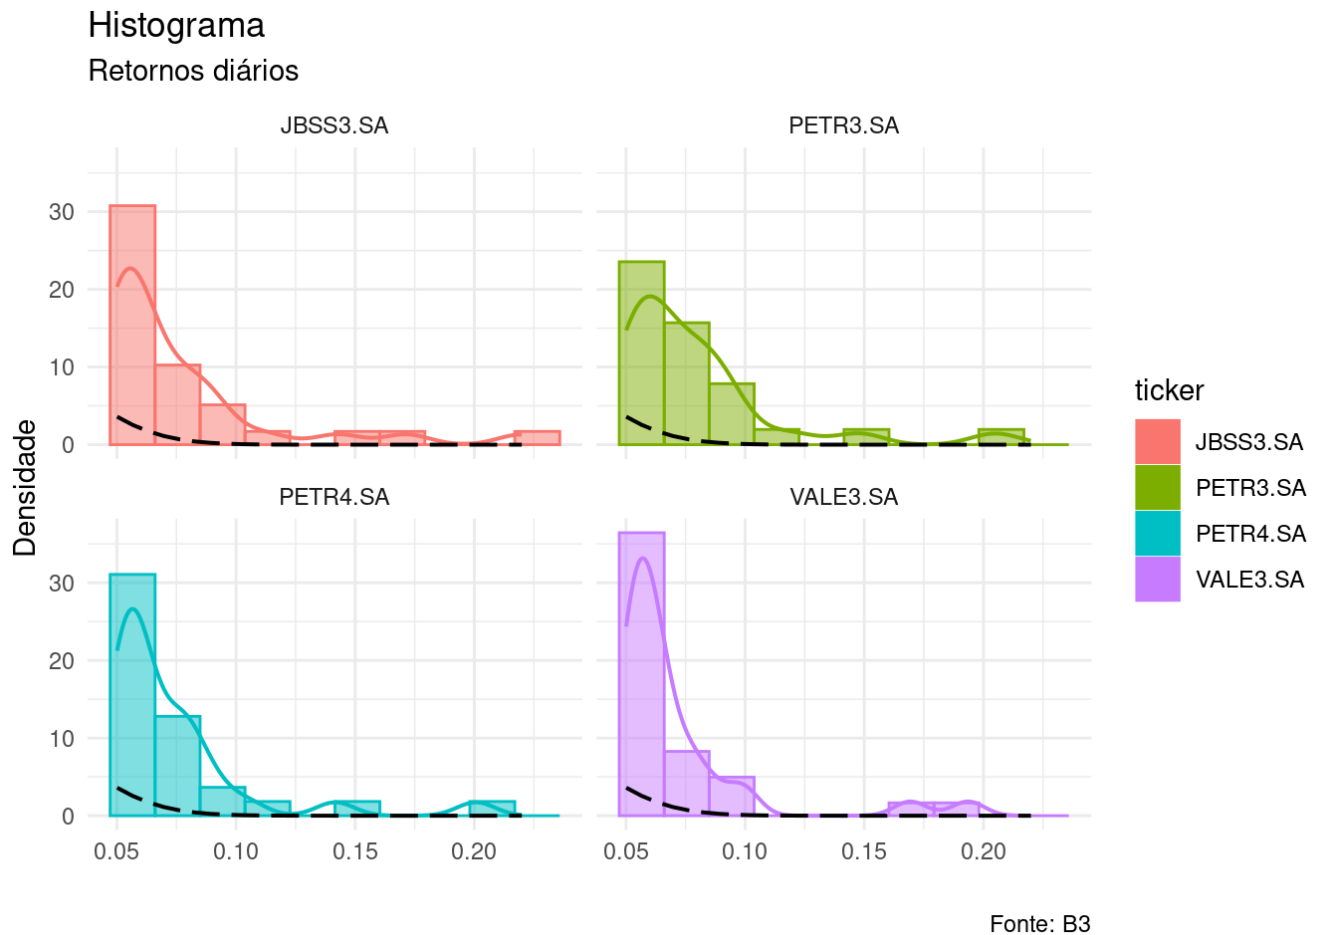 Histograma
Retornos diários
JBSS3.SA
PETR3.SA
30
20
10
0
Densidade
PETR4.SA
VALE3.SA
30
20
10
0
0.05 0.10 0.15 0.20
0.05 0.10 0.15 0.20
ticker
JBSS3.SA
PETR3.SA
PETR4.SA
VALE3.SA
Fonte: B3